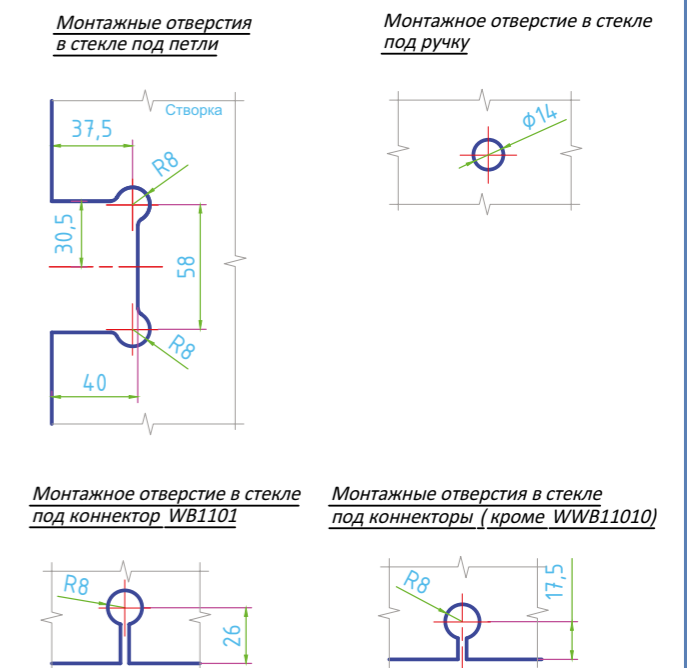 Монтажные отверстия
в стекле под петли
Монтажное отверстие в стекле
под ручку
Створка
37,5
R8
30,5
58
R8
40
ϕ14
Монтажное отверстие в стекле
под коннектор WB1101
Монтажные отверстия в стекле
под коннекторы (кроме WWB11010)
R8
26
R8
17,5